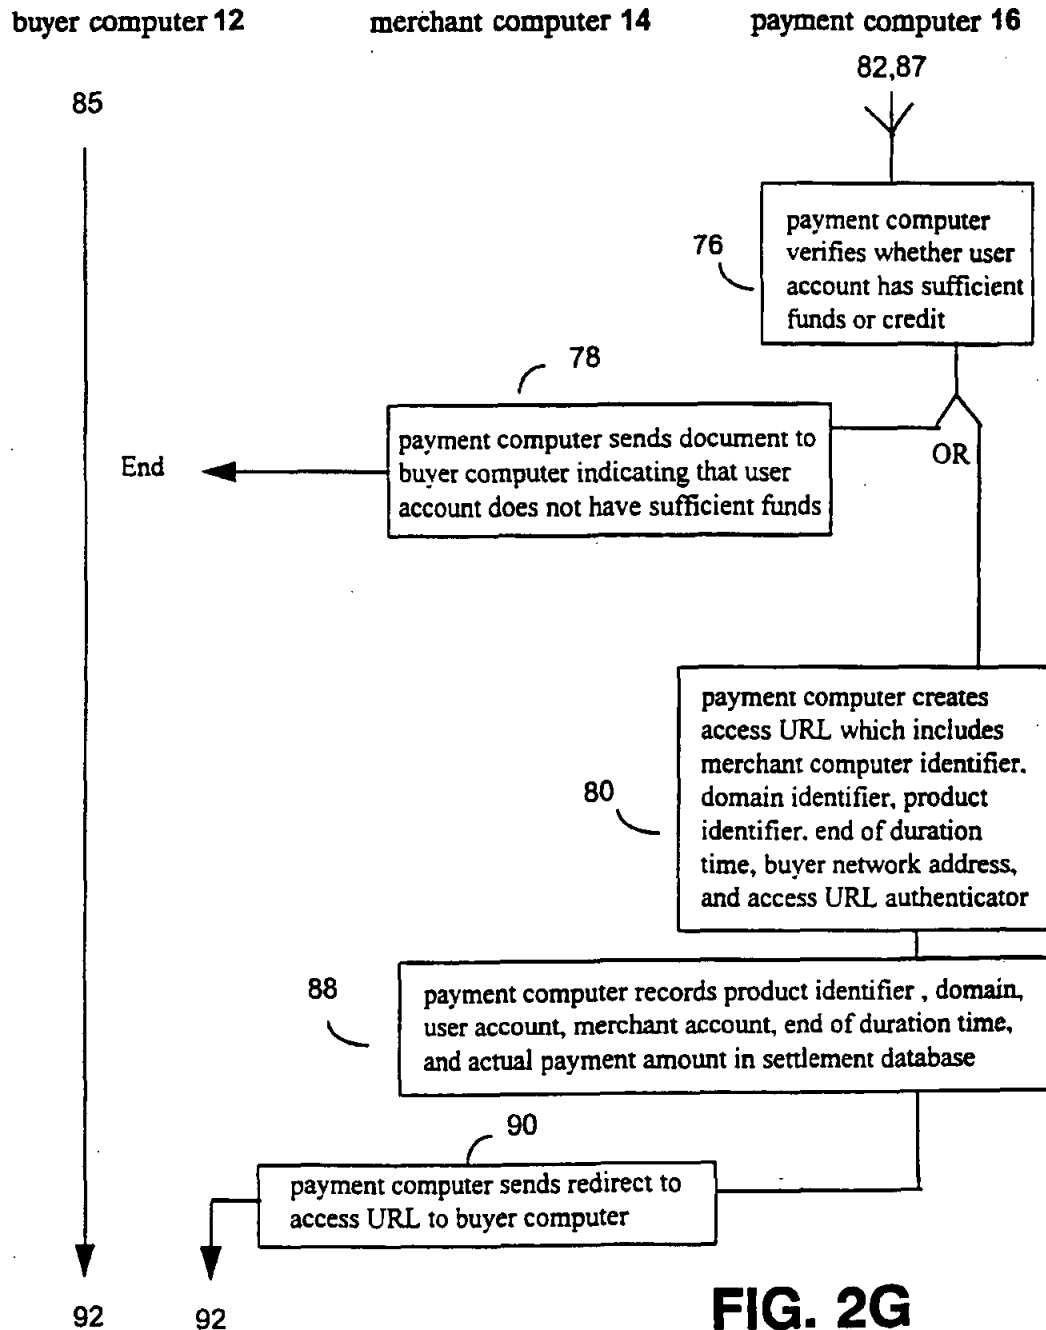 buyer computer 12
merchant computer 14
payment computer 16
82,87
85
payment computer
verifies whether user
account has sufficient
funds or credit
76
78
payment computer sends document to
buyer computer indicating that user
account does not have sufficient funds
End
OR
payment computer creates
access URL which includes
merchant computer identifier.
domain identifier, product
identifier. end of duration
time, buyer network address,
and access URL authenticator
80
88
payment computer records product identifier , domain,
user account, merchant account, end of duration time,
and actual payment amount in settlement database
90
payment computer sends redirect to
access URL to buyer computer
92
92
FIG. 2G